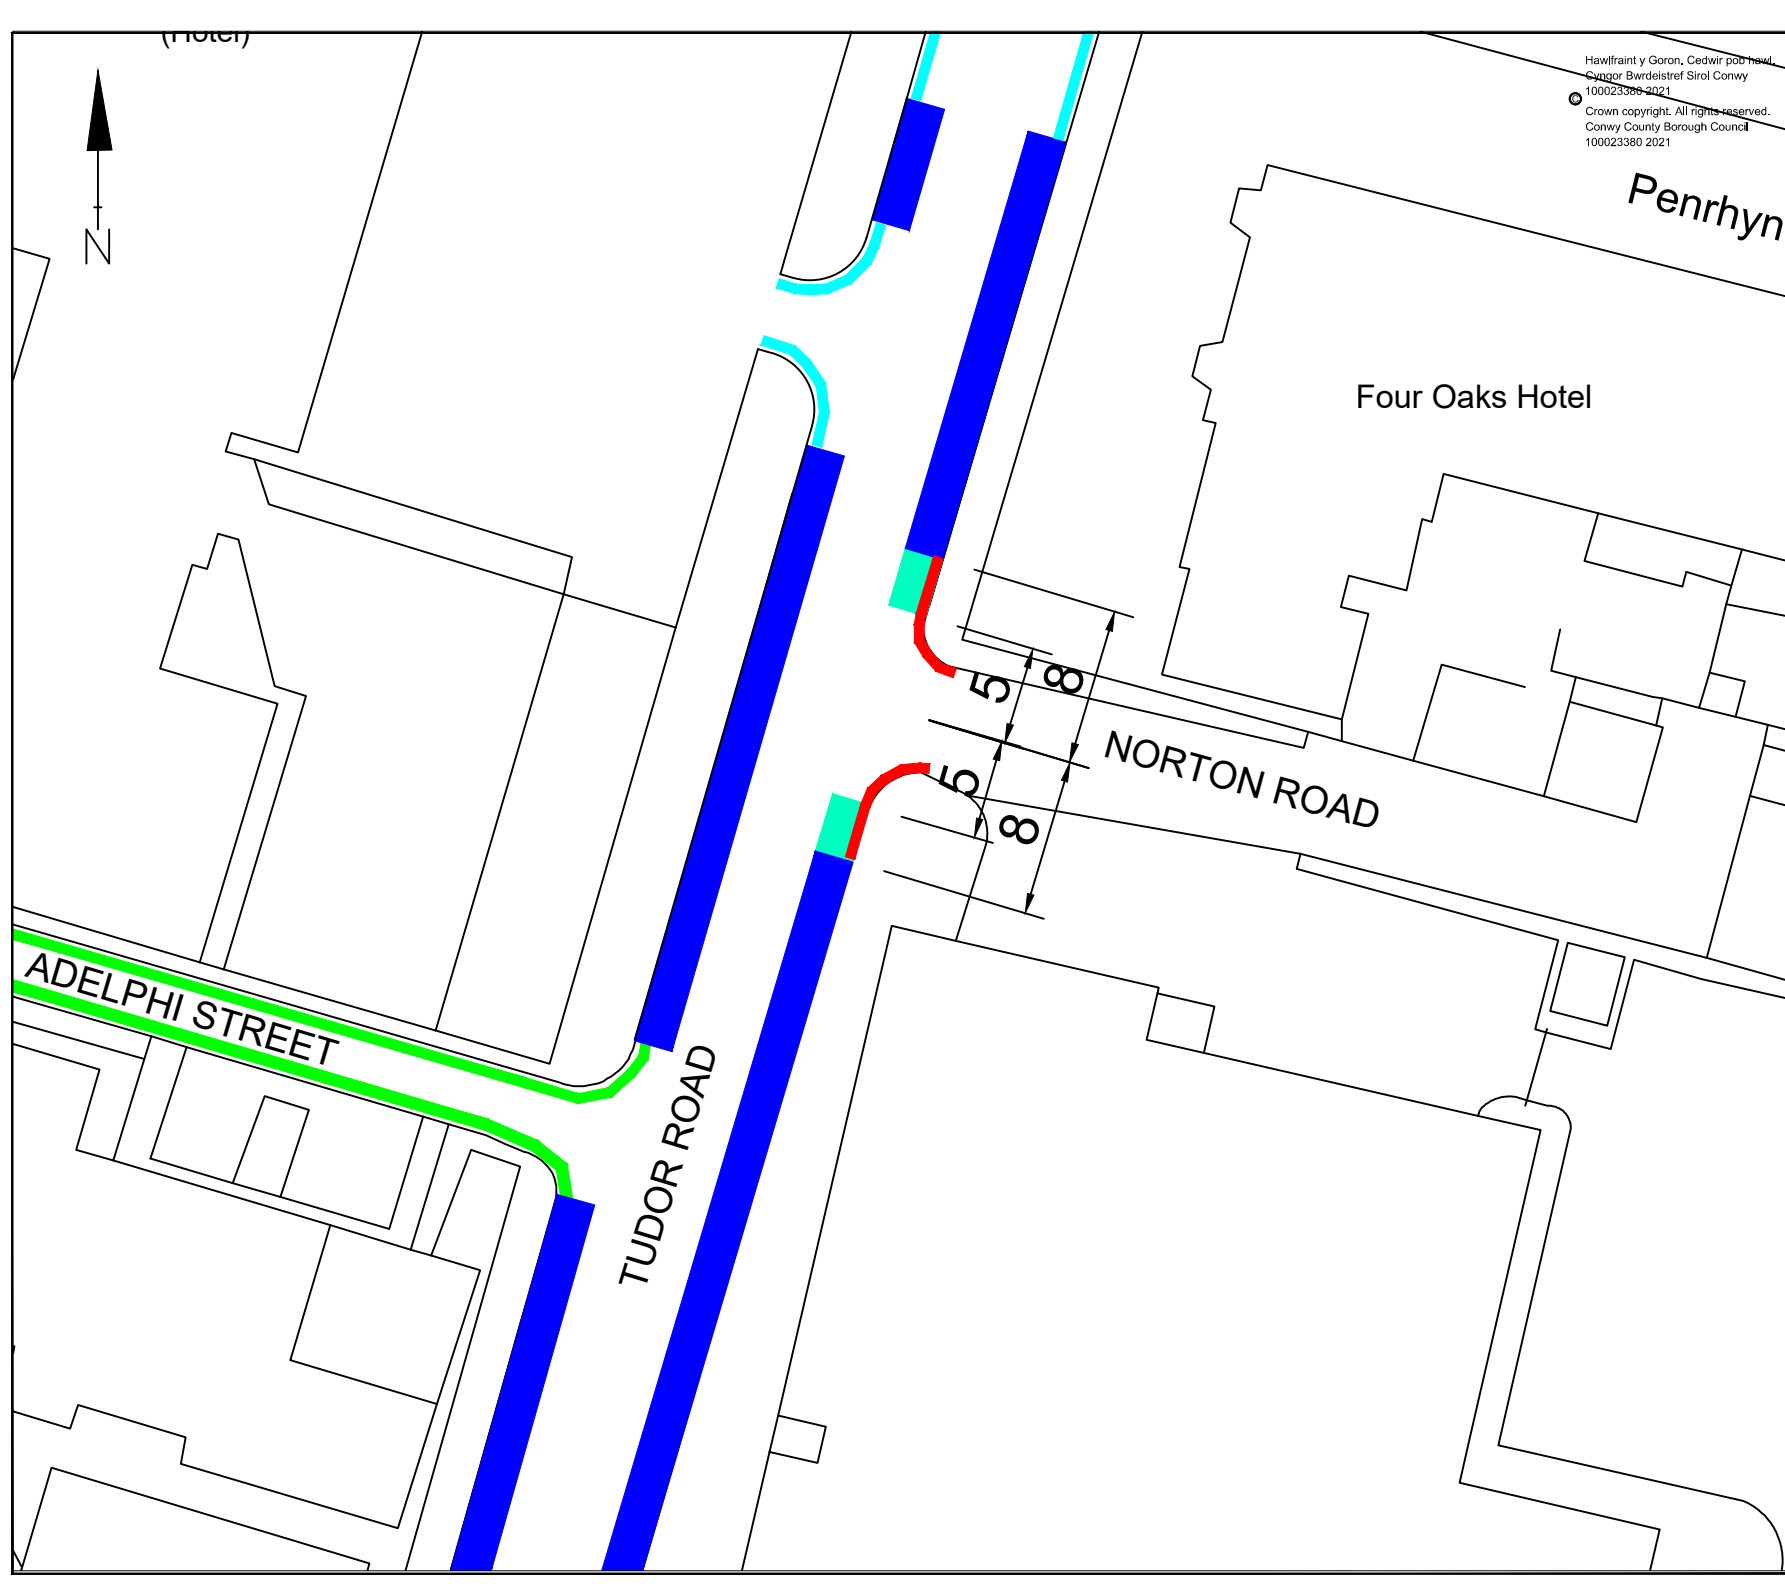 (Hotel)
Hawlfraint y Goron. Cedwir pob hawl.
Cyngor Bwrdeistref Sirol Conwy
100023380 2021
© Crown copyright. All rights reserved.
Conwy County Borough Council
100023380 2021
N
Penrhyn
Four Oaks Hotel
5
8
NORTON ROAD
5
8
ADELPHI STREET
TUDOR ROAD